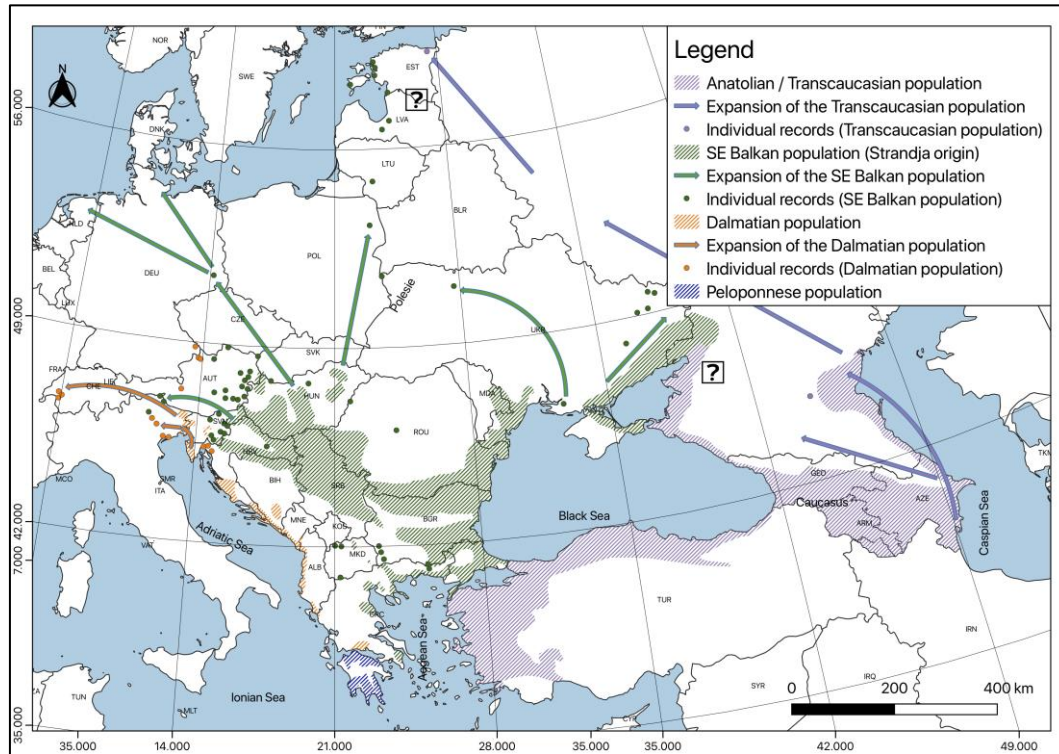 NOR
SWE
EST
?
LVA
DNK
LTU
BLR
NLD
POL
BEL
DEU
Polesie
LUX
CZE
UKR
SVK
FRA
AUT
LIE
CHE
HUN
MDA
?
SVN
ROU
HRV
MCO
SMR
BIH
SRB
ITA
MNE
KOS
BGR
Black Sea
GEO
Caucasus
AZE
ARM
TKM
Caspian Sea
Adriatic Sea
VAT
MKD
ALB
TUR
GRC
Aegean Sea
IRN
Ionian Sea
TUN
MLT
SYR
IRQ
CYP
Legend
Anatolian / Transcaucasian population
Expansion of the Transcaucasian population
Individual records (Transcaucasian population)
SE Balkan population (Strandja origin)
Expansion of the SE Balkan population
Individual records (SE Balkan population)
Dalmatian population
Expansion of the Dalmatian population
Individual records (Dalmatian population)
Peloponnese population
0 200 400 km
56.000
49.000
42.000
7.000
35.000
35.000 14.000 21.000 28.000 35.000 35.000 42.000 49.000